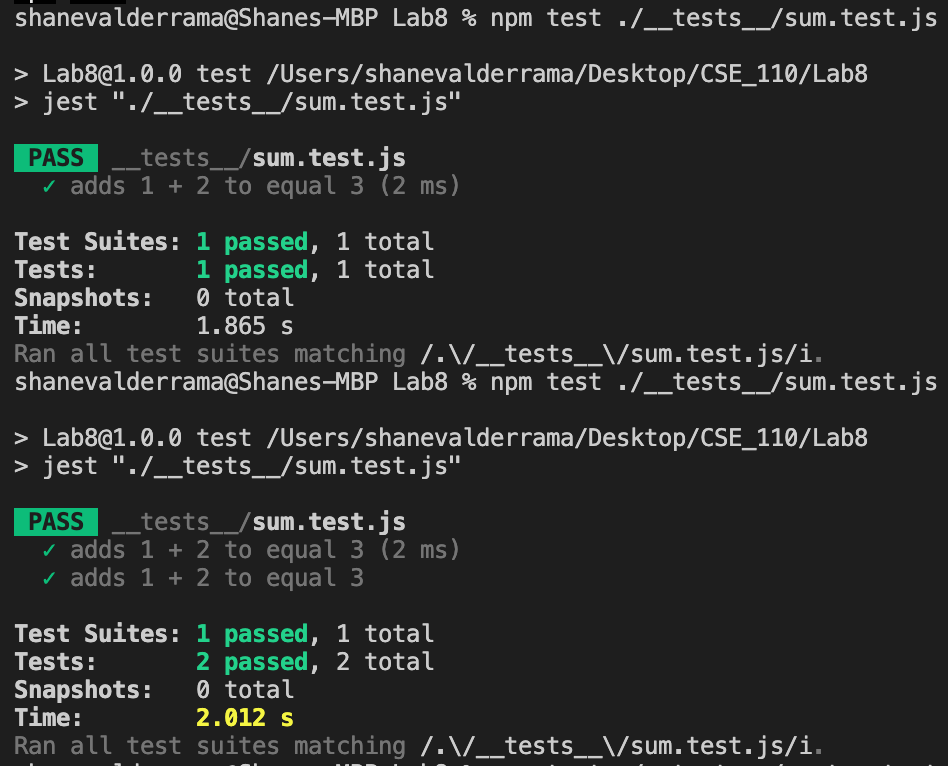 shanevalderrama@Shanes-MBP Lab8 % npm test ./__tests__/sum.test.js
> Lab8@1.0.0 test /Users/shanevalderrama/Desktop/CSE_110/Lab8
> jest "./__tests__/sum.test.js"
PASS __tests__/sum.test.js
✓ adds 1 + 2 to equal 3 (2 ms)
Test Suites: 1 passed, 1 total
Tests: 1 passed, 1 total
Snapshots: 0 total
Time: 1.865 s
Ran all test suites matching /.\/__tests__\/sum.test.js/i.
shanevalderrama@Shanes-MBP Lab8 % npm test ./__tests__/sum.test.js
> Lab8@1.0.0 test /Users/shanevalderrama/Desktop/CSE_110/Lab8
> jest "./__tests__/sum.test.js"
PASS __tests__/sum.test.js
✓ adds 1 + 2 to equal 3 (2 ms)
✓ adds 1 + 2 to equal 3
Test Suites: 1 passed, 1 total
Tests: 2 passed, 2 total
Snapshots: 0 total
Time: 2.012 s
Ran all test suites matching /.\/__tests__\/sum.test.js/i.